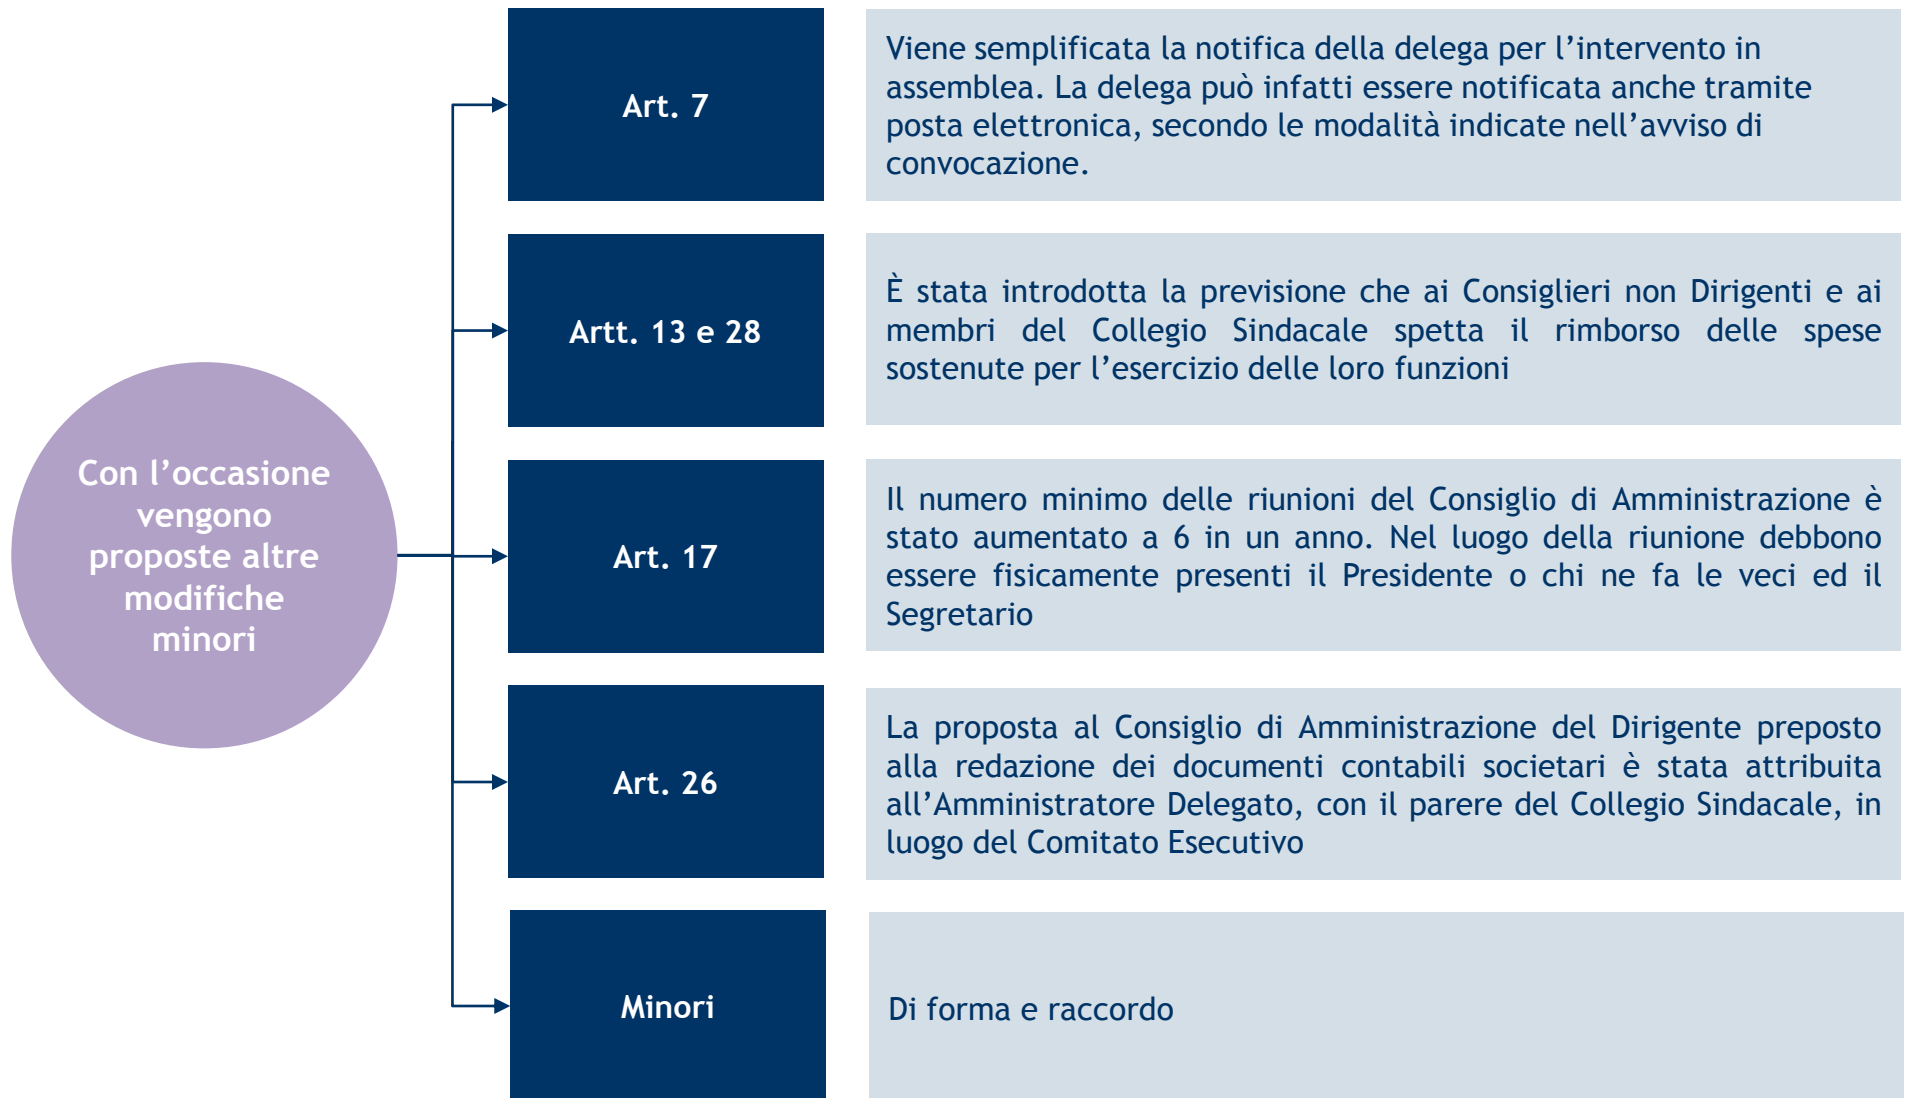 Con l’occasione
vengono
proposte altre
modifiche
minori
Art. 7
Viene semplificata la notifica della delega per l’intervento in
assemblea. La delega può infatti essere notificata anche tramite
posta elettronica, secondo le modalità indicate nell’avviso di
convocazione.
Artt. 13 e 28
È stata introdotta la previsione che ai Consiglieri non Dirigenti e ai
membri del Collegio Sindacale spetta il rimborso delle spese
sostenute per l’esercizio delle loro funzioni
Art. 17
Il numero minimo delle riunioni del Consiglio di Amministrazione è
stato aumentato a 6 in un anno. Nel luogo della riunione debbono
essere fisicamente presenti il Presidente o chi ne fa le veci ed il
Segretario
Art. 26
La proposta al Consiglio di Amministrazione del Dirigente preposto
alla redazione dei documenti contabili societari è stata attribuita
all’Amministratore Delegato, con il parere del Collegio Sindacale, in
luogo del Comitato Esecutivo
Minori
Di forma e raccordo